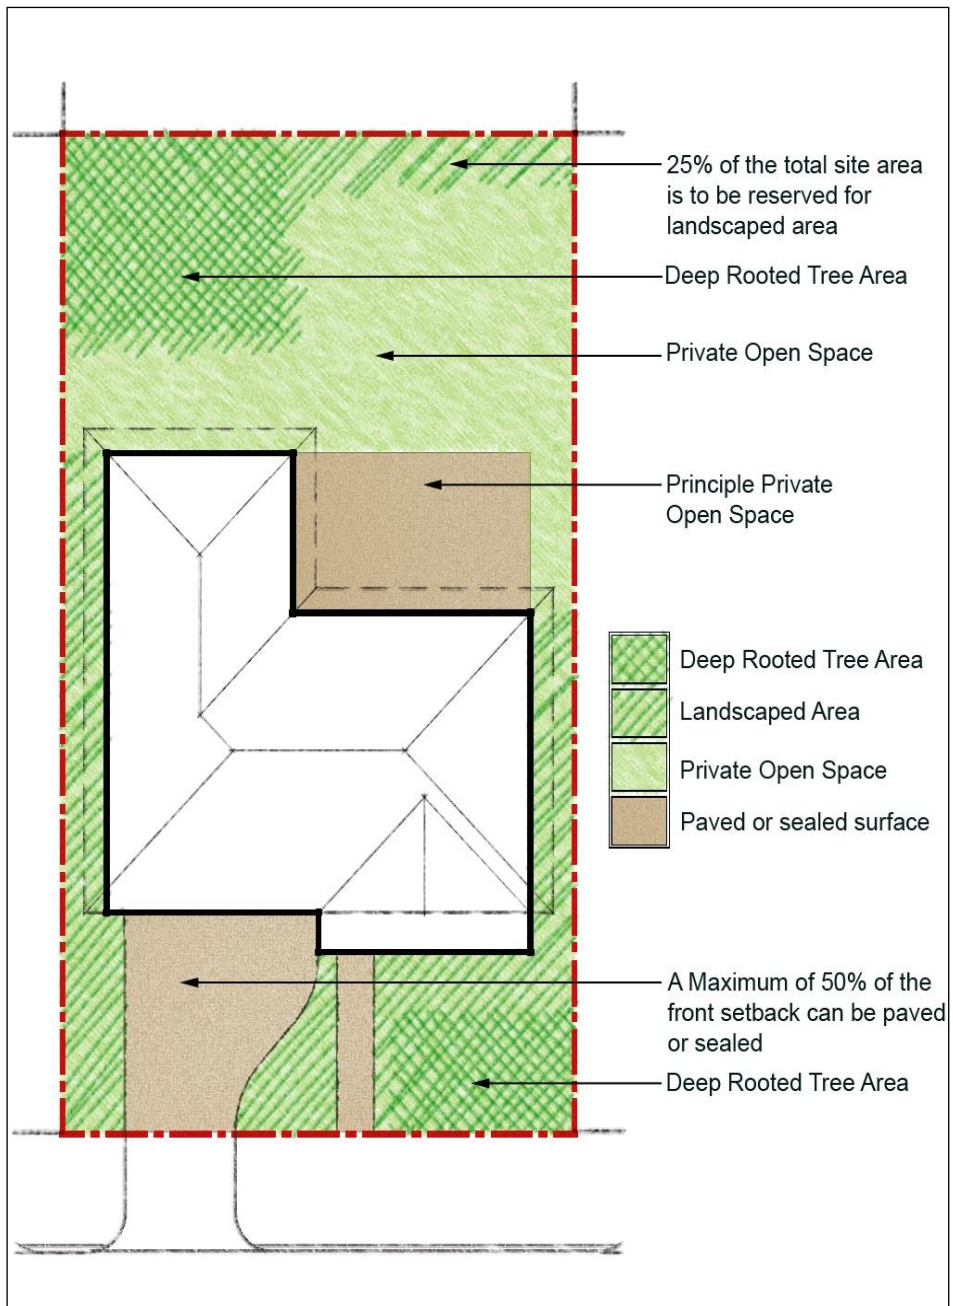 25% of the total site area
is to be reserved for
landscaped area
Deep Rooted Tree Area
Private Open Space
Principle Private
Open Space
Deep Rooted Tree Area
Landscaped Area
Private Open Space
Paved or sealed surface
A Maximum of 50% of the
front setback can be paved
or sealed
Deep Rooted Tree Area